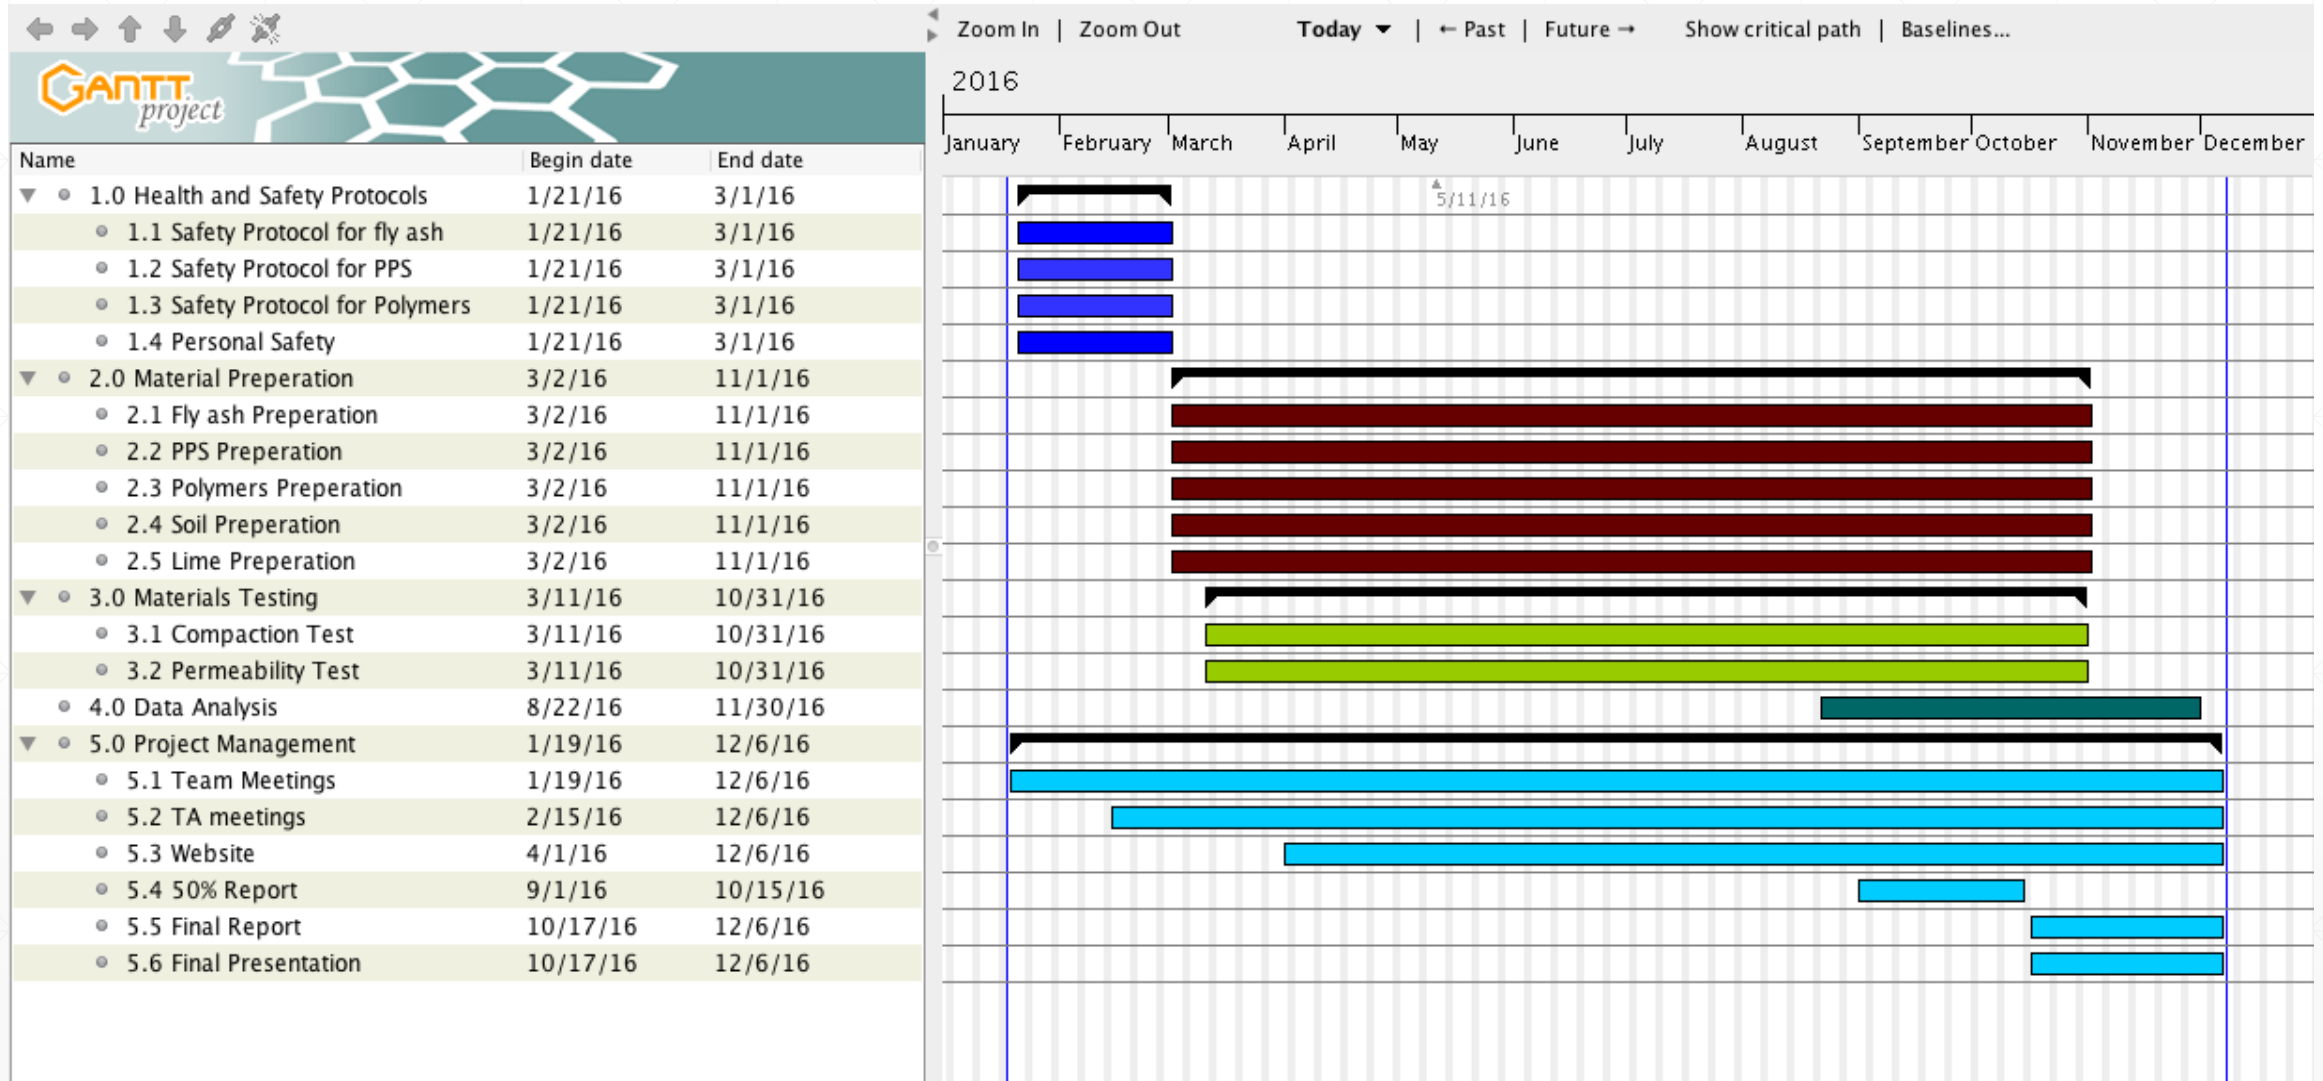 Zoom In | Zoom Out Today ▼ | ← Past | Future → Show critical path | Baselines...
GANTT
project
2016
January February March April May June July August September October November December
Name Begin date End date
1.0 Health and Safety Protocols 1/21/16 3/1/16
5/11/16
1.1 Safety Protocol for fly ash 1/21/16 3/1/16
1.2 Safety Protocol for PPS 1/21/16 3/1/16
1.3 Safety Protocol for Polymers 1/21/16 3/1/16
1.4 Personal Safety 1/21/16 3/1/16
2.0 Material Preperation 3/2/16 11/1/16
2.1 Fly ash Preperation 3/2/16 11/1/16
2.2 PPS Preperation 3/2/16 11/1/16
2.3 Polymers Preperation 3/2/16 11/1/16
2.4 Soil Preperation 3/2/16 11/1/16
2.5 Lime Preperation 3/2/16 11/1/16
3.0 Materials Testing 3/11/16 10/31/16
3.1 Compaction Test 3/11/16 10/31/16
3.2 Permeability Test 3/11/16 10/31/16
4.0 Data Analysis 8/22/16 11/30/16
5.0 Project Management 1/19/16 12/6/16
5.1 Team Meetings 1/19/16 12/6/16
5.2 TA meetings 2/15/16 12/6/16
5.3 Website 4/1/16 12/6/16
5.4 50% Report 9/1/16 10/15/16
5.5 Final Report 10/17/16 12/6/16
5.6 Final Presentation 10/17/16 12/6/16